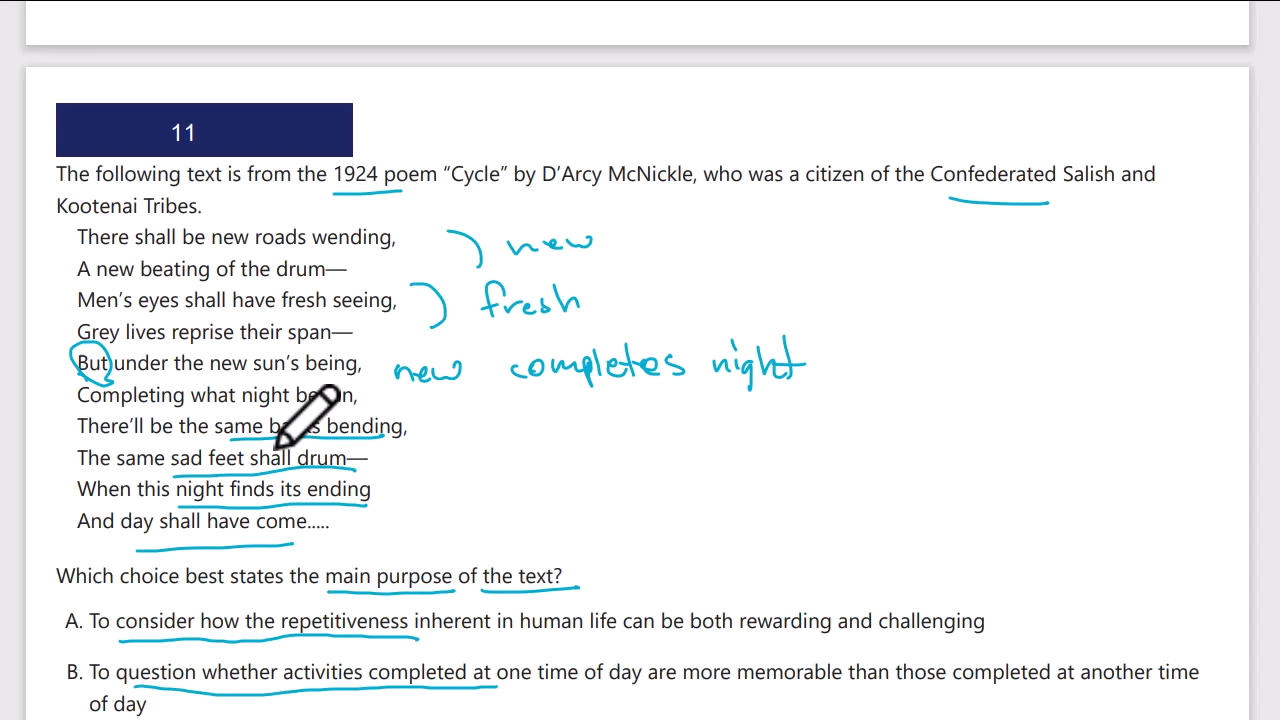 11
The following text is from the 1924 poem “Cycle” by D’Arcy McNickle, who was a citizen of the Confederated Salish and
Kootenai Tribes.
There shall be new roads wending,
A new beating of the drum—
) new
Men’s eyes shall have fresh seeing,
Grey lives reprise their span—
) fresh
But under the new sun’s being,
new completes night
Completing what night
There’ll be the same bending,
The same sad feet shall drum—
When this night finds its ending
And day shall have come.....
Which choice best states the main purpose of the text?
A. To consider how the repetitiveness inherent in human life can be both rewarding and challenging
B. To question whether activities completed at one time of day are more memorable than those completed at another time
of day